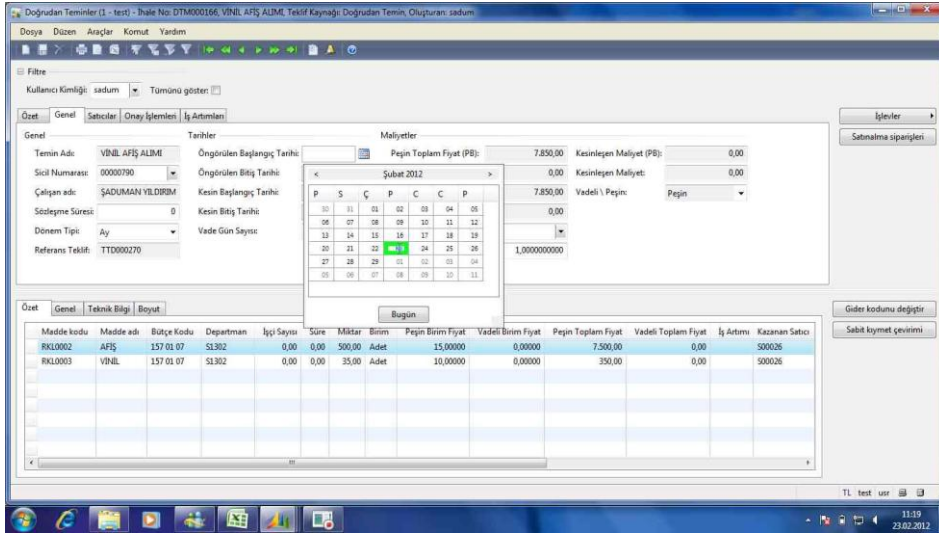 Doğrudan Teminler (1 - test) - İhale No: DTM000166, VİNİL AFİŞ ALIMI, Teklif Kaynağı: Doğrudan Temin, Oluşturan: sadum
Dosya Düzen Araçlar Komut Yardım
Filtre
Kullanıcı Kimliği: sadum Tümünü göster:
Özet Genel Satıcılar Onay İşlemleri İş Artımları İşlevler
Genel Tarihler Maliyetler Satınalma siparişleri
Temin Adı: VİNİL AFİŞ ALIMI Öngörülen Başlangıç Tarihi: Peşin Toplam Fiyat (PB): 7.850,00 Kesinleşen Maliyet (PB): 0,00
Sicil Numarası: 00000790 Öngörülen Bitiş Tarihi: < Şubat 2012 > 0,00 Kesinleşen Maliyet: 0,00
Çalışan adı: ŞADUMAN YILDIRIM Kesin Başlangıç Tarihi: P S Ç P C C P 7.850,00 Vadeli \ Peşin: Peşin
30 31 01 02 03 04 05
Sözleşme Süresi: 0 Kesin Bitiş Tarihi: 06 07 08 09 10 11 12 0,00
Dönem Tipi: Ay Vade Gün Sayısı: 13 14 15 16 17 18 19
Referans Teklif: TTD000270 20 21 22 23 24 25 26 1,0000000000
27 28 29 01 02 03 04
05 06 07 08 09 10 11
Bugün
Özet Genel Teknik Bilgi Boyut Gider kodunu değiştir
Madde kodu Madde adı Bütçe Kodu Departman İşçi Sayısı Süre Miktar Birim Peşin Birim Fiyat Vadeli Birim Fiyat Peşin Toplam Fiyat Vadeli Toplam Fiyat İş Artımı Kazanan Satıcı Sabit kıymet çevirimi
RKL0002 AFİŞ 157 01 07 S1302 0,00 0,00 500,00 Adet 15,00000 0,00000 7.500,00 0,00 S00026
RKL0003 VİNİL 157 01 07 S1302 0,00 0,00 35,00 Adet 10,00000 0,00000 350,00 0,00 S00026
TL test usr
11:19
23.02.2012